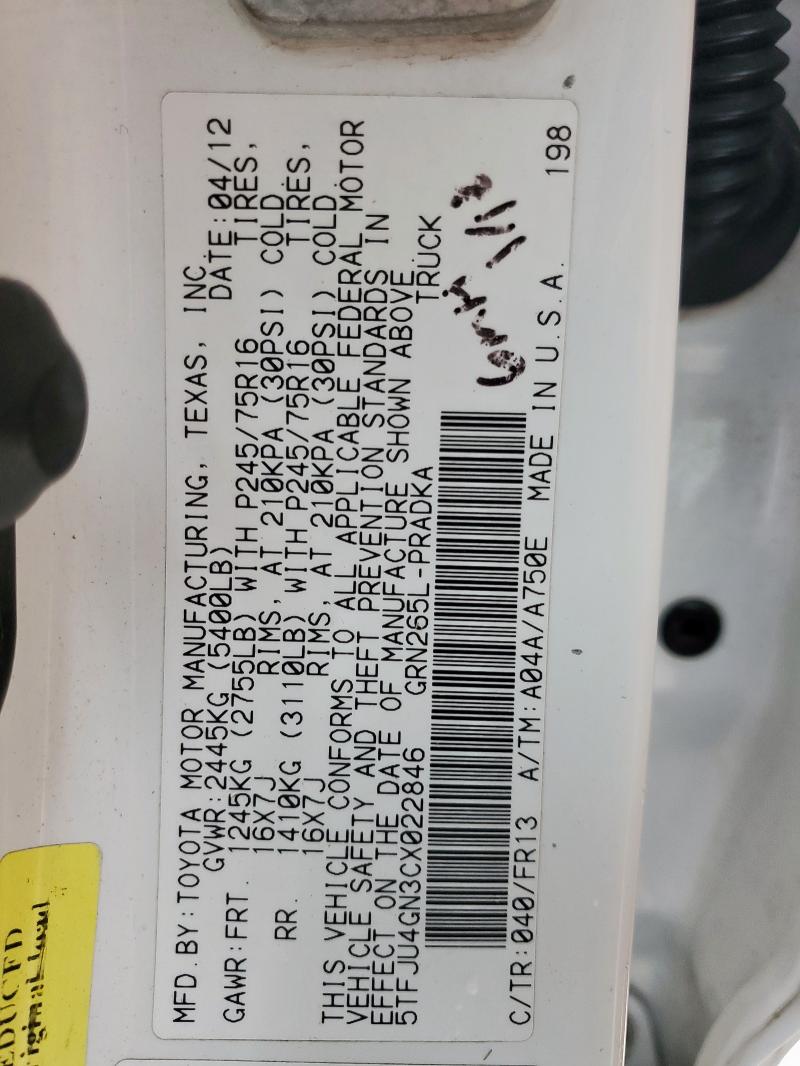 MFD.BY:TOYOTA MOTOR MANUFACTURING, TEXAS, INC.
GVWR:2445KG (5400LB) DATE:04/12
GAWR:FRT. 1245KG (2755LB) WITH P245/75R16 TIRES,
16X7J RIMS, AT 210KPA (30PSI) COLD
RR. 1410KG (3110LB) WITH P245/75R16 TIRES,
16X7J RIMS, AT 210KPA (30PSI) COLD
THIS VEHICLE CONFORMS TO ALL APPLICABLE FEDERAL MOTOR
VEHICLE SAFETY AND THEFT PREVENTION STANDARDS IN
EFFECT ON THE DATE OF MANUFACTURE SHOWN ABOVE.
5TFJU4GN3CX022846 GRN265L-PRADKA TRUCK
C/TR:040/FR13 A/TM:A04A/A750E MADE IN U.S.A. 198
EDUCED